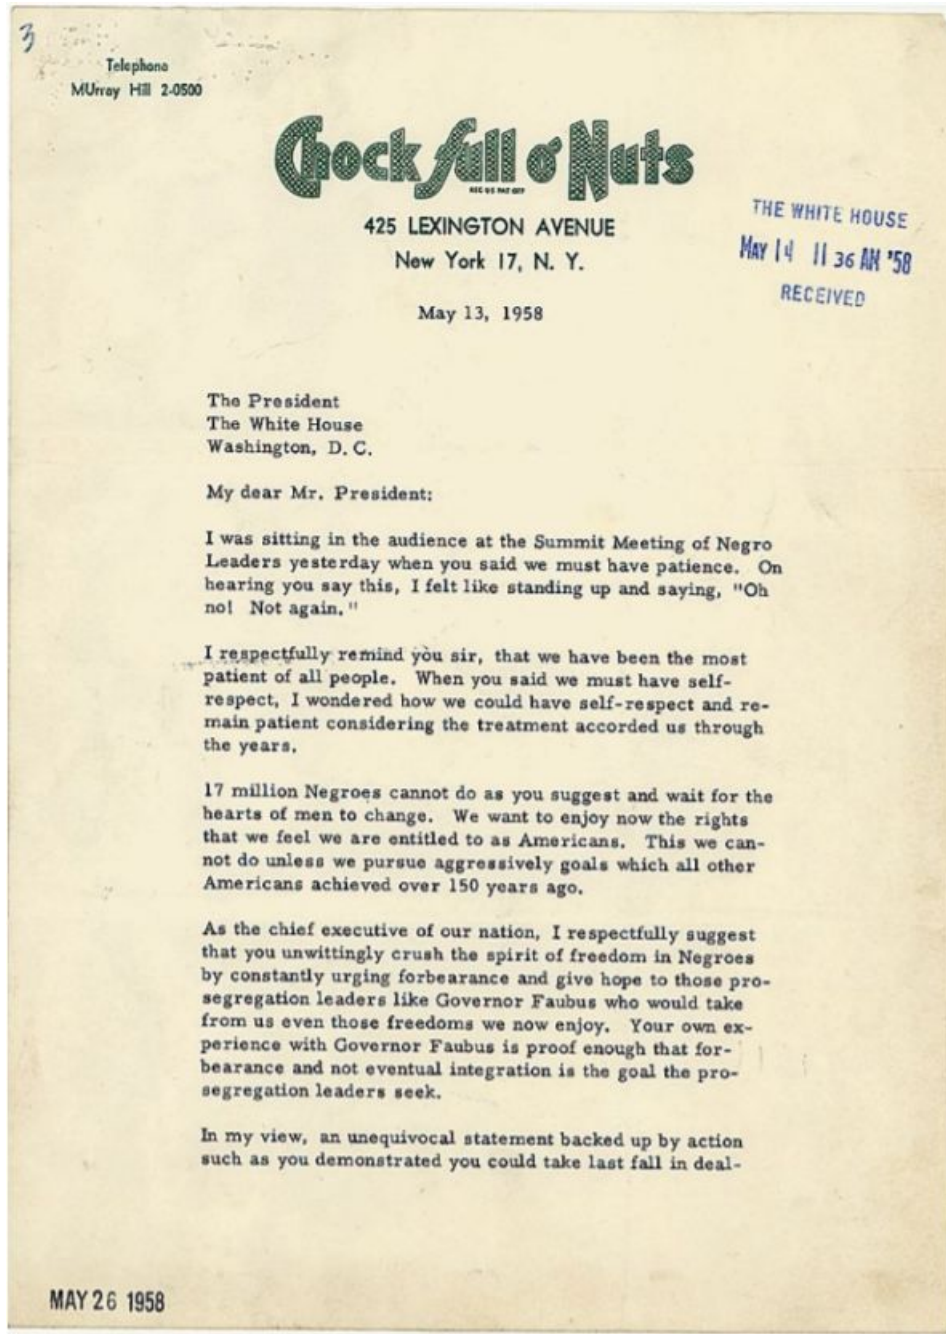 3
Telephone
MUrray Hill 2-0500
Chock full o' Nuts
REG US PAT OFF
425 LEXINGTON AVENUE
New York 17, N. Y.
THE WHITE HOUSE
MAY 14 11 36 AM '58
RECEIVED
May 13, 1958
The President
The White House
Washington, D. C.
My dear Mr. President:
I was sitting in the audience at the Summit Meeting of Negro
Leaders yesterday when you said we must have patience. On
hearing you say this, I felt like standing up and saying, "Oh
no! Not again."
I respectfully remind you sir, that we have been the most
patient of all people. When you said we must have self-
respect, I wondered how we could have self-respect and re-
main patient considering the treatment accorded us through
the years.
17 million Negroes cannot do as you suggest and wait for the
hearts of men to change. We want to enjoy now the rights
that we feel we are entitled to as Americans. This we can-
not do unless we pursue aggressively goals which all other
Americans achieved over 150 years ago.
As the chief executive of our nation, I respectfully suggest
that you unwittingly crush the spirit of freedom in Negroes
by constantly urging forbearance and give hope to those pro-
segregation leaders like Governor Faubus who would take
from us even those freedoms we now enjoy. Your own ex-
perience with Governor Faubus is proof enough that for-
bearance and not eventual integration is the goal the pro-
segregation leaders seek.
In my view, an unequivocal statement backed up by action
such as you demonstrated you could take last fall in deal-
MAY 26 1958